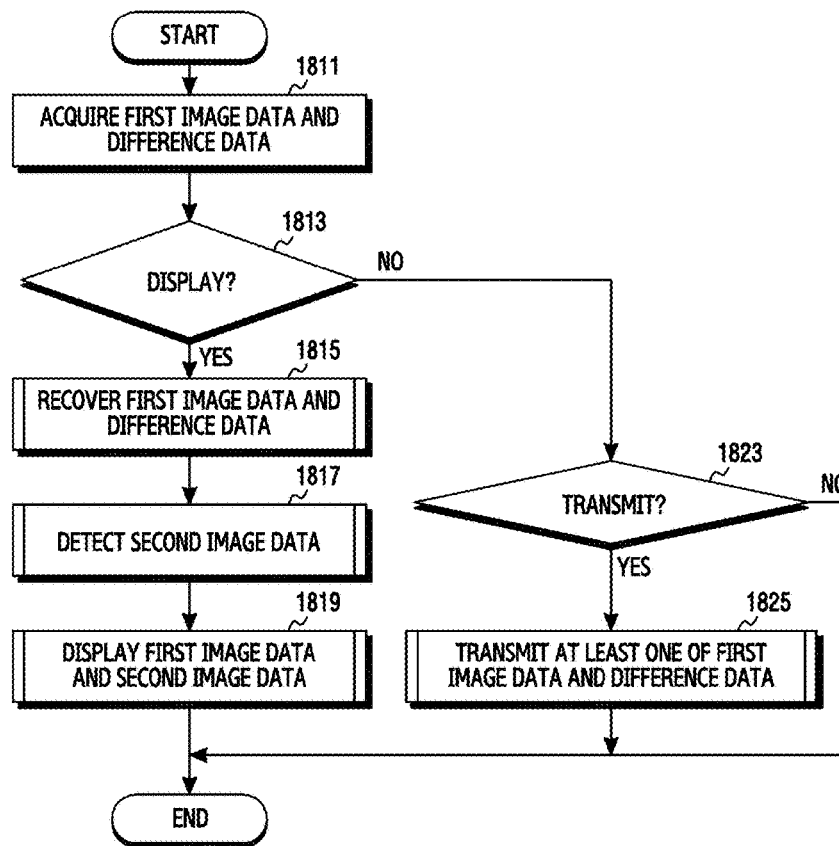 START
1811
ACQUIRE FIRST IMAGE DATA AND
DIFFERENCE DATA
1813
DISPLAY?
NO
YES
1815
RECOVER FIRST IMAGE DATA AND
DIFFERENCE DATA
1817
DETECT SECOND IMAGE DATA
1819
DISPLAY FIRST IMAGE DATA
AND SECOND IMAGE DATA
1823
TRANSMIT?
NO
YES
1825
TRANSMIT AT LEAST ONE OF FIRST
IMAGE DATA AND DIFFERENCE DATA
END